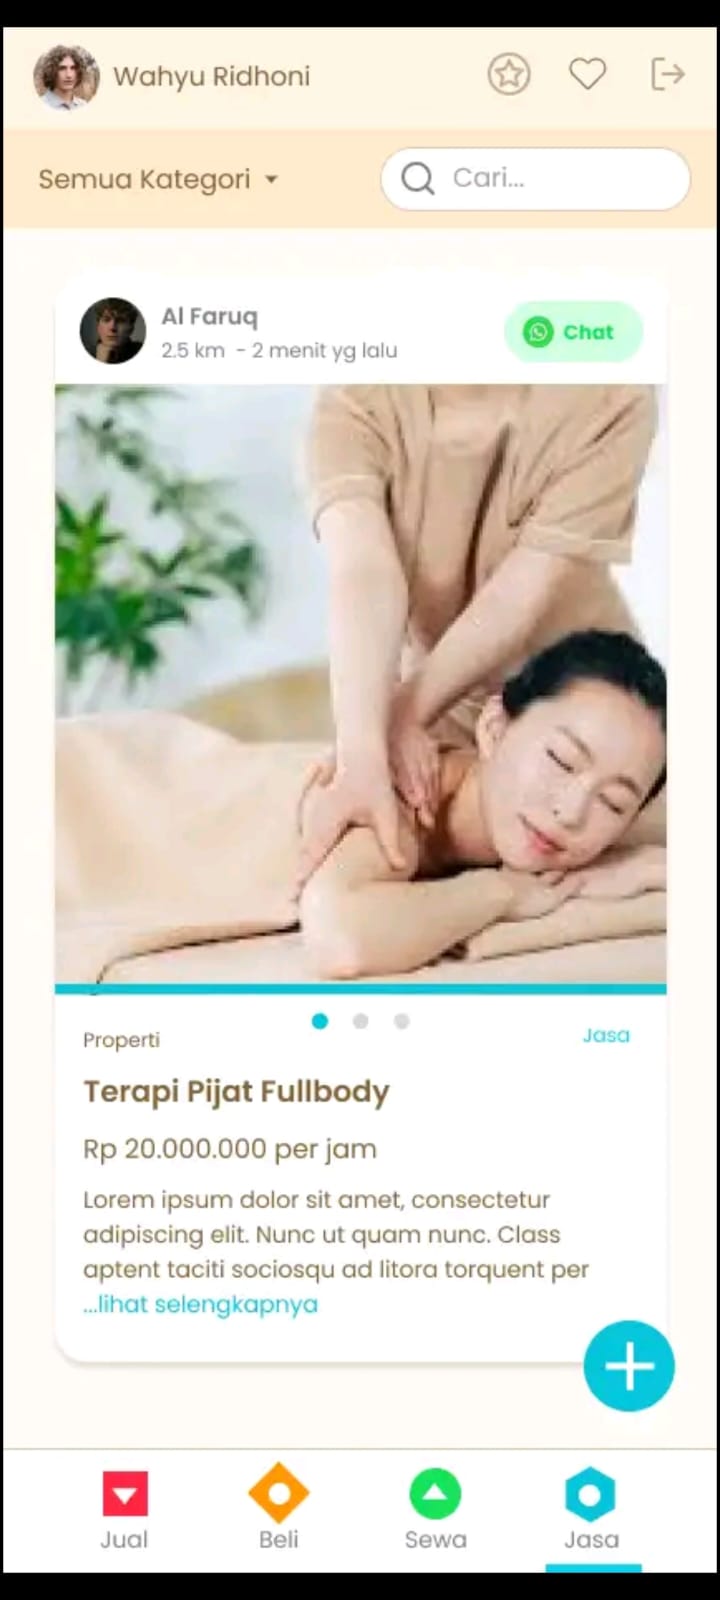 Wahyu Ridhoni
Semua Kategori
Cari...
Al Faruq
2.5 km - 2 menit yg lalu
Chat
Properti
Jasa
Terapi Pijat Fullbody
Rp 20.000.000 per jam
Lorem ipsum dolor sit amet, consectetur
adipiscing elit. Nunc ut quam nunc. Class
aptent taciti sociosqu ad litora torquent per
...lihat selengkapnya
Jual
Beli
Sewa
Jasa